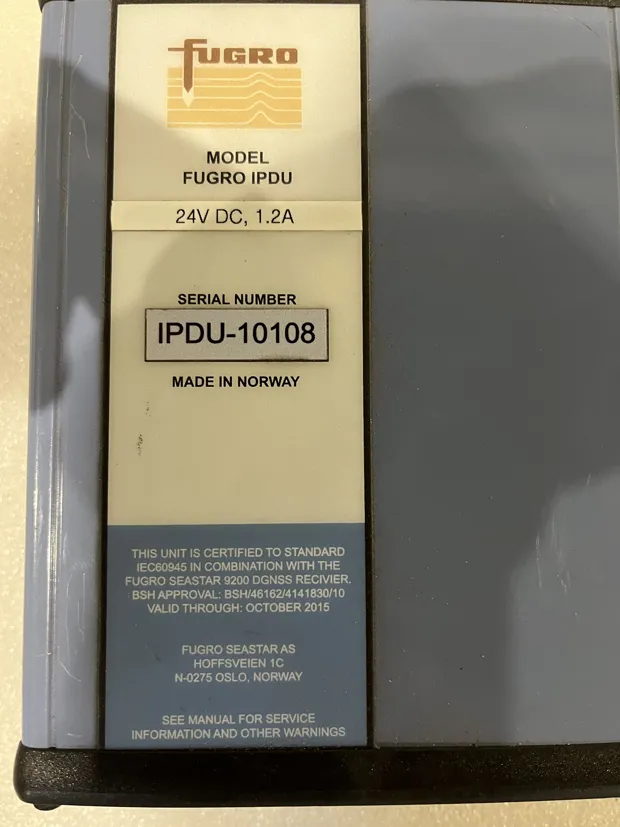 fugro
MODEL
FUGRO IPDU
24V DC, 1.2A
SERIAL NUMBER
IPDU-10108
MADE IN NORWAY
THIS UNIT IS CERTIFIED TO STANDARD
IEC60945 IN COMBINATION WITH THE
FUGRO SEASTAR 9200 DGNSS RECIVIER.
BSH APPROVAL: BSH/46162/4141830/10
VALID THROUGH: OCTOBER 2015
FUGRO SEASTAR AS
HOFFSVEIEN 1C
N-0275 OSLO, NORWAY
SEE MANUAL FOR SERVICE
INFORMATION AND OTHER WARNINGS